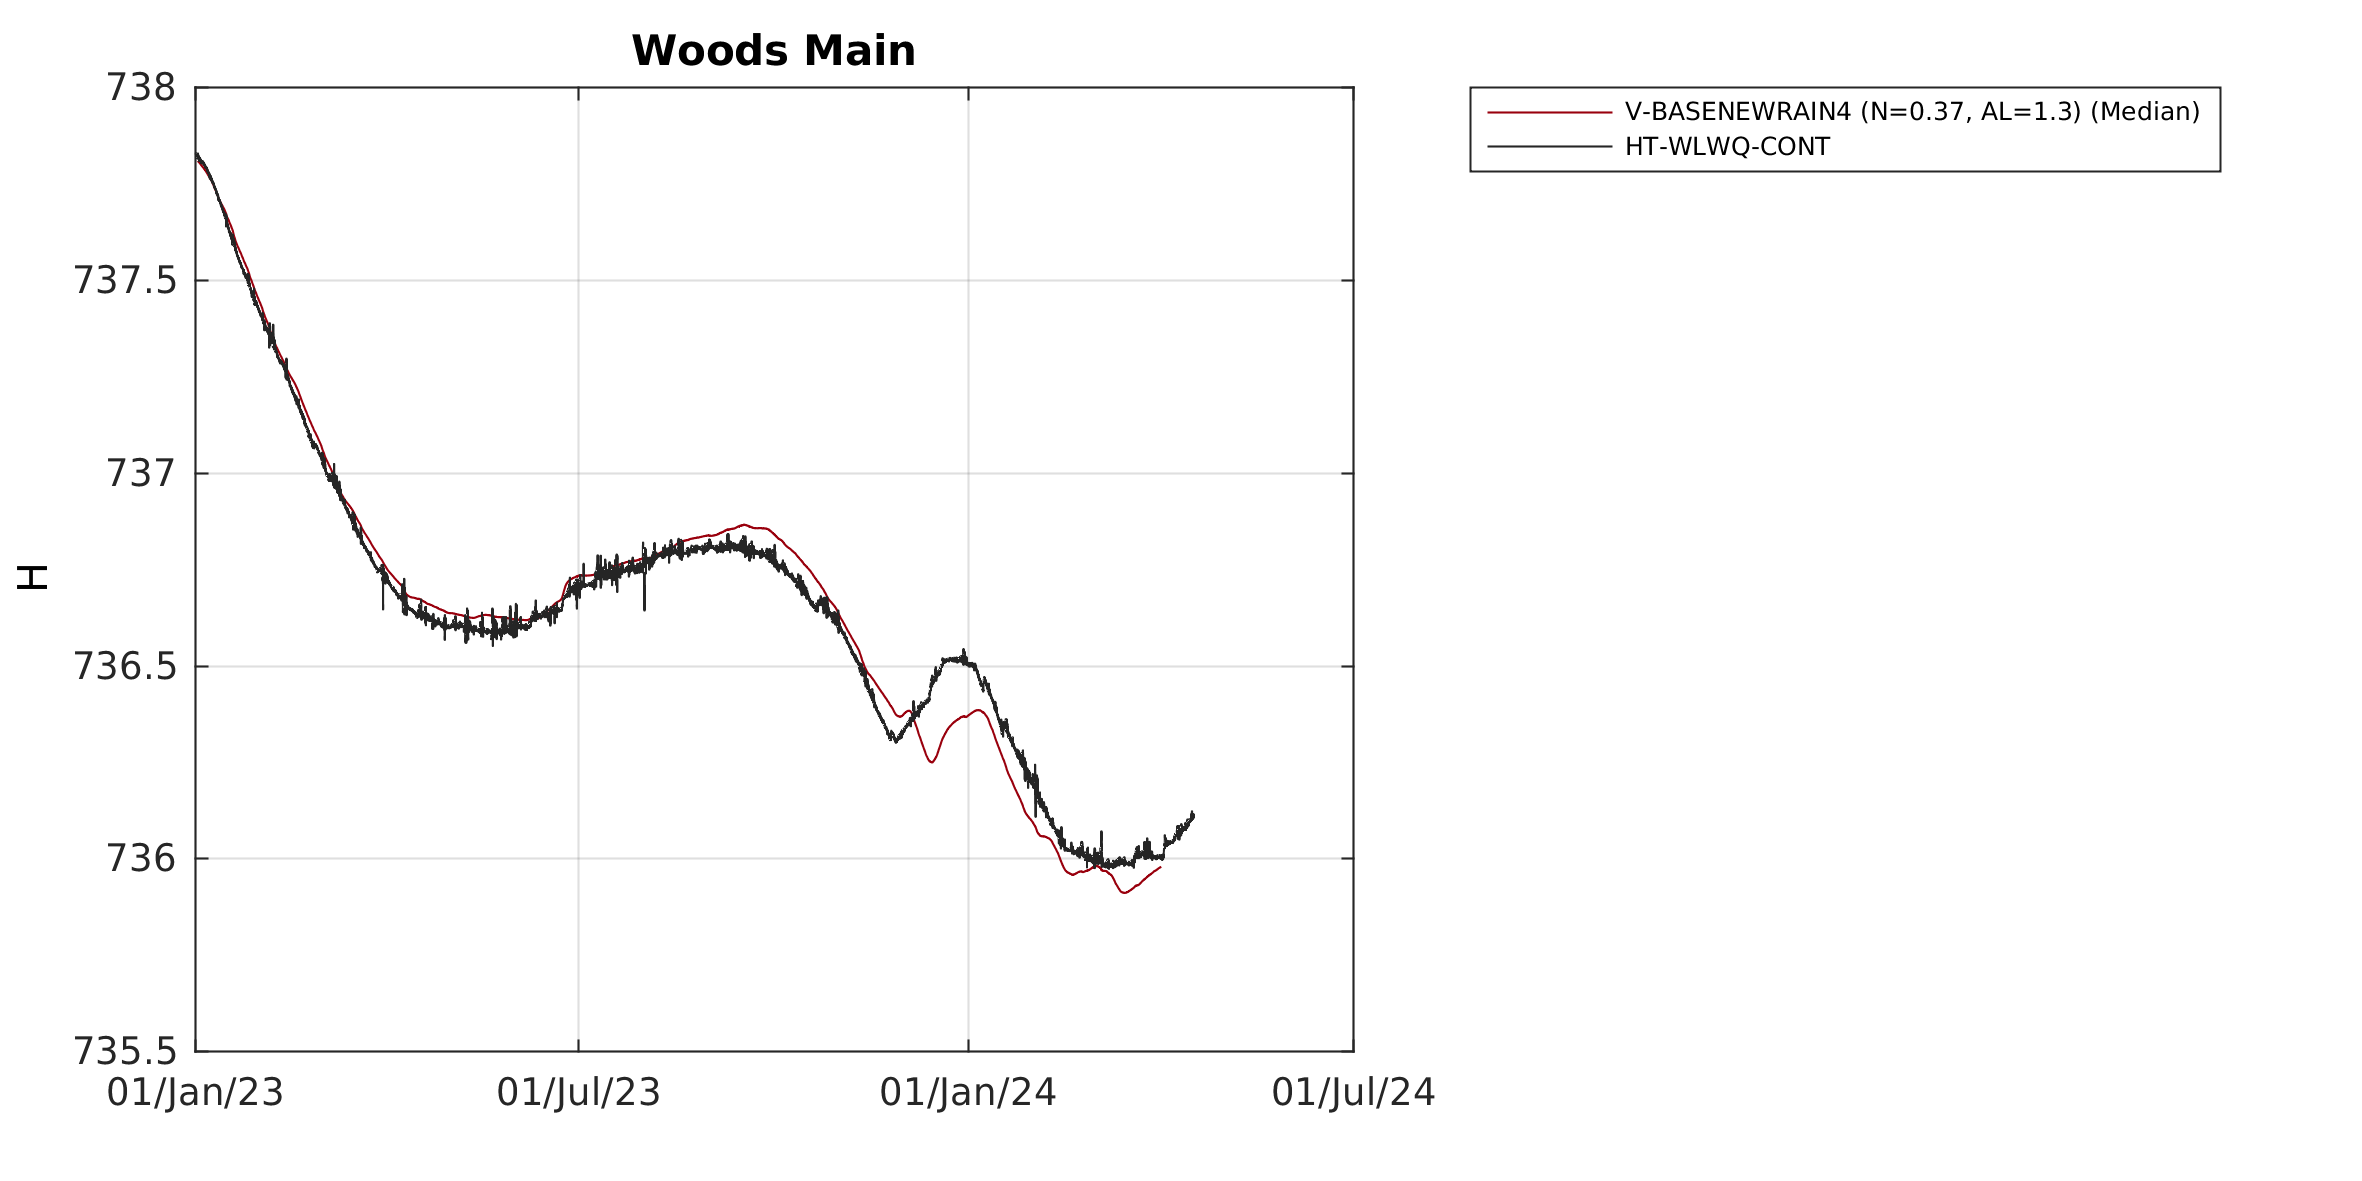 Woods Main
V-BASENEWRAIN4 (N=0.37, AL=1.3) (Median)
HT-WLWQ-CONT
738
737.5
737
736.5
736
735.5
H
01/Jan/23
01/Jul/23
01/Jan/24
01/Jul/24